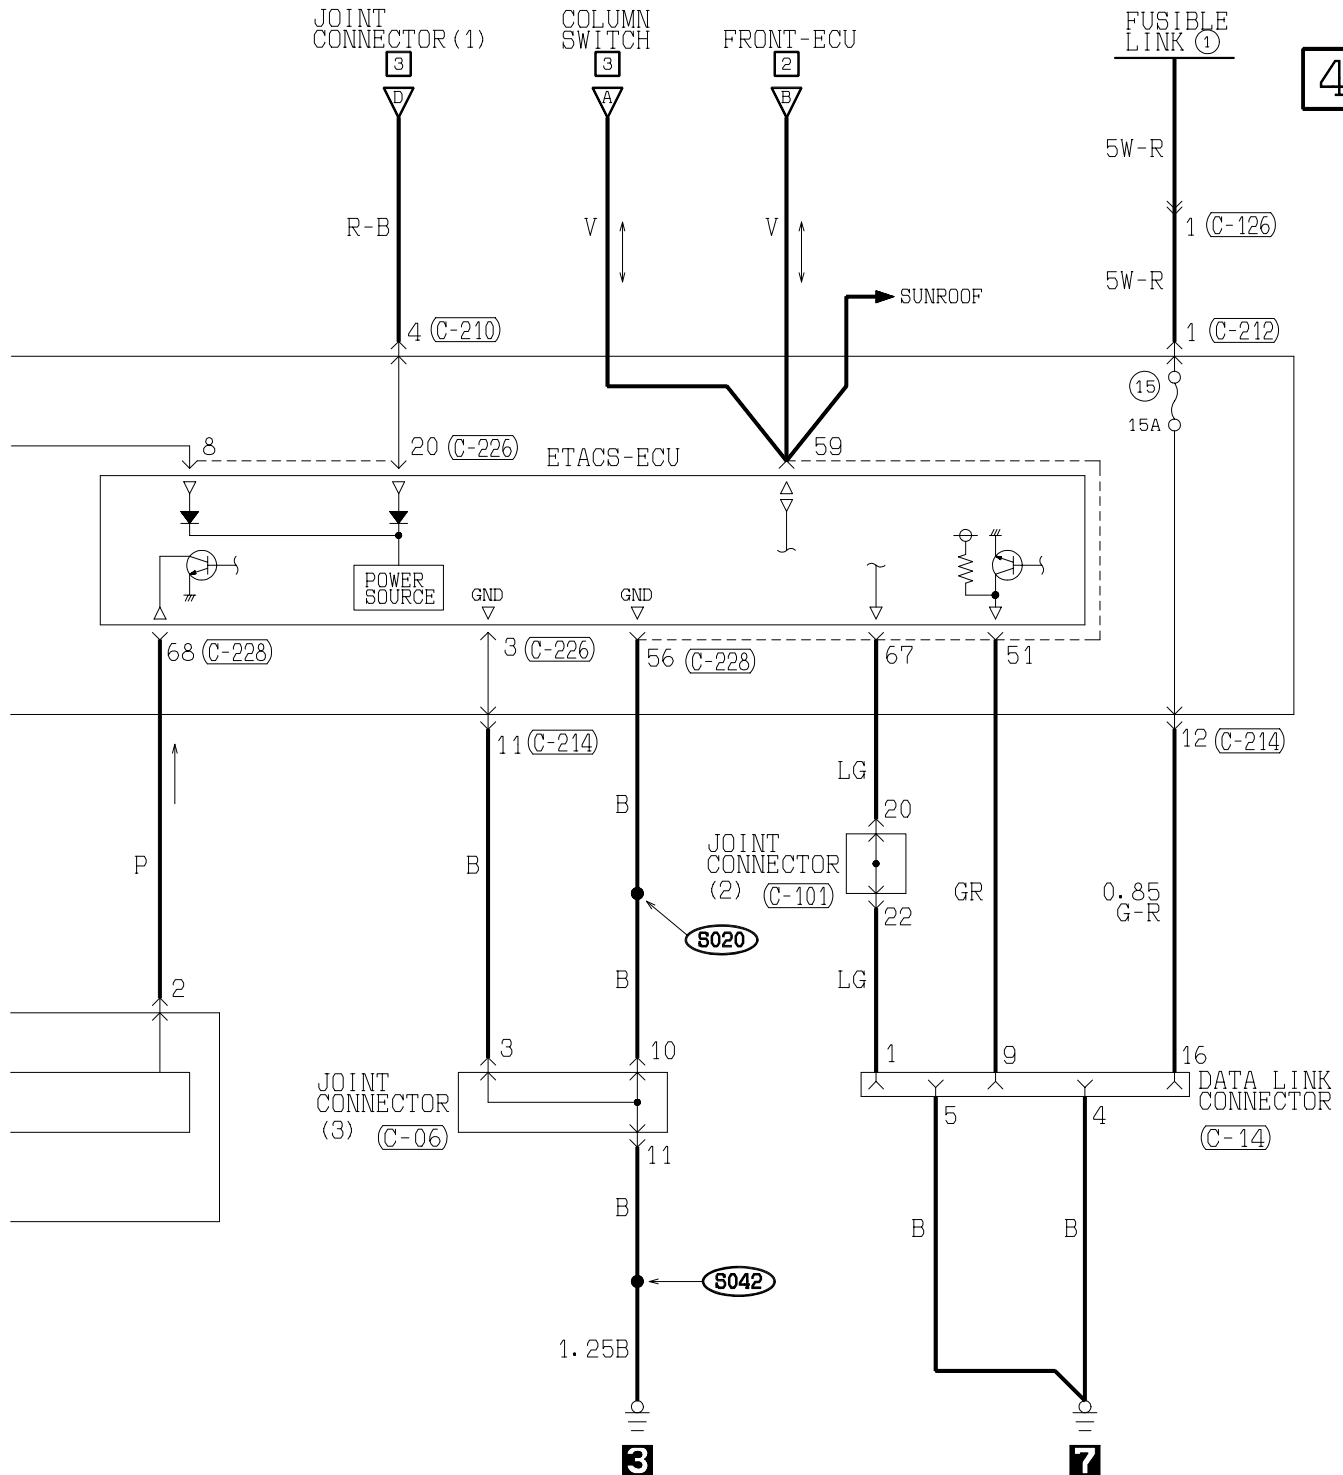 JOINT
CONNECTOR(1)
3
D
COLUMN
SWITCH
3
A
FRONT-ECU
2
B
FUSIBLE
LINK 1
4
5W-R
R-B
V
V
1 (C-126)
5W-R
SUNROOF
4 (C-210)
1 (C-212)
15
15A
8
20 (C-226)
ETACS-ECU
59
POWER
SOURCE
GND
GND
68 (C-228)
3 (C-226)
56 (C-228)
67
51
11 (C-214)
12 (C-214)
LG
B
20
JOINT
CONNECTOR
(2) (C-101)
P
B
GR
0.85
G-R
22
S020
B
LG
2
3
10
1
9
16
JOINT
CONNECTOR
(3) (C-06)
DATA LINK
CONNECTOR
(C-14)
5
4
11
B
B
B
S042
1.25B
3
7